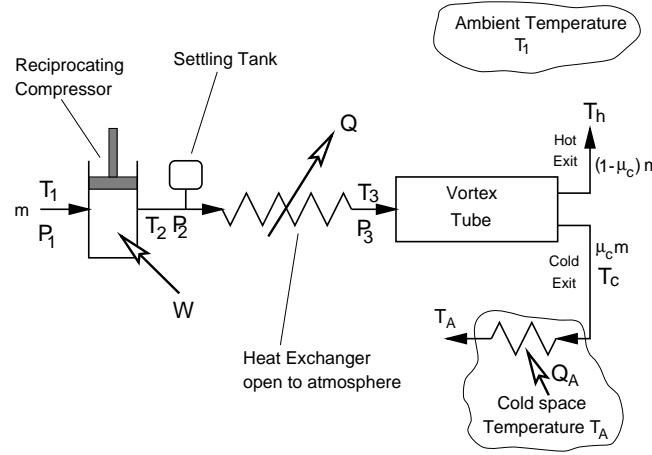 Ambient Temperature
T1
Reciprocating
Compressor
Settling Tank
Q
Th
Hot
Exit
(1-μc) m
T1
m
P1
T2
P2
T3
P3
Vortex
Tube
Cold
Exit
μcm
Tc
W
TA
QA
Heat Exchanger
open to atmosphere
Cold space
Temperature TA